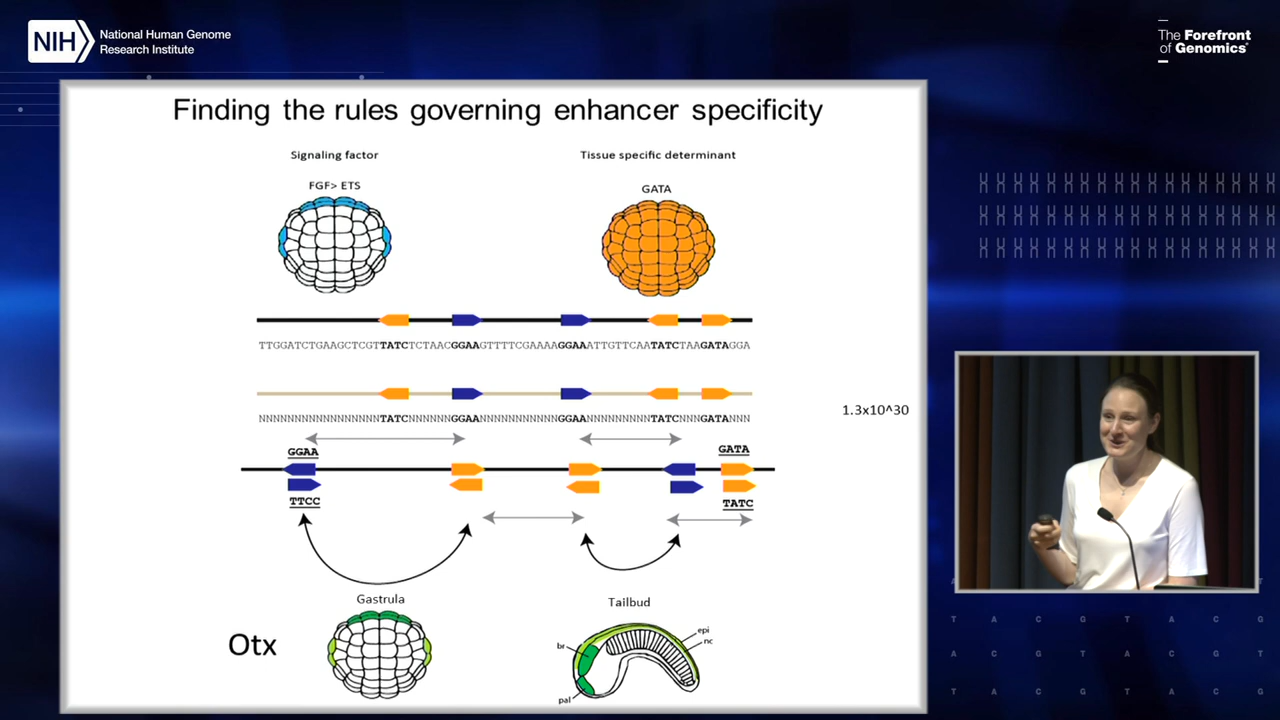 NIH
National Human Genome
Research Institute
The Forefront
of Genomics®
Finding the rules governing enhancer specificity
Signaling factor
Tissue specific determinant
FGF> ETS
GATA
TTGGATCTGAAGCTCGTTATCTCTAACGGAAGTTTTCGAAAAGGAAATTGTTCAATATCTAAGATAGGA
NNNNNNNNNNNNNNNNNTATCNNNNNNGGAANNNNNNNNNNNGGAANNNNNNNNNTATCNNNGATANNN
1.3x10^30
GGAA
GATA
TTCC
TATC
Gastrula
Tailbud
Otx
br
epi
nc
pal
T A C G T A C G
A C G T A C G T
T A C G T A C G